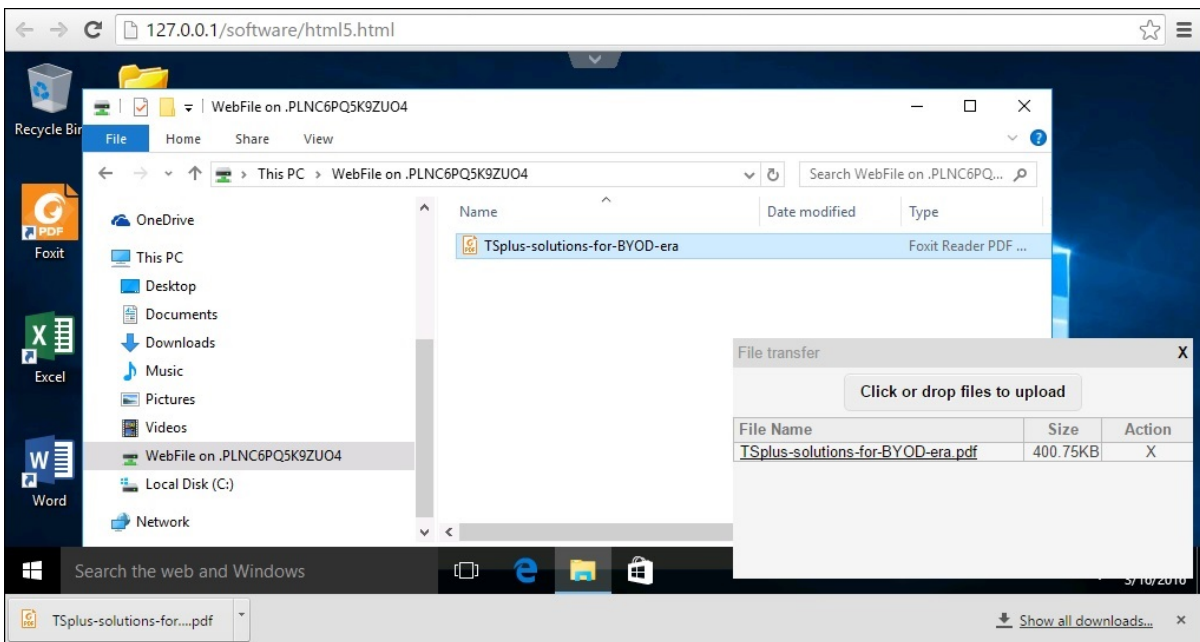 127.0.0.1/software/html5.html
Recycle Bin
WebFile on .PLNC6PQ5K9ZUO4
File Home Share View
This PC > WebFile on .PLNC6PQ5K9ZUO4
Search WebFile on .PLNC6PQ...
Name Date modified Type
TSplus-solutions-for-BYOD-era Foxit Reader PDF ...
OneDrive
This PC
Desktop
Documents
Downloads
Music
Pictures
Videos
WebFile on .PLNC6PQ5K9ZUO4
Local Disk (C:)
Network
PDF
Foxit
Excel
Word
File transfer X
Click or drop files to upload
File Name Size Action
TSplus-solutions-for-BYOD-era.pdf 400.75KB X
Search the web and Windows
3/16/2016
TSplus-solutions-for....pdf
Show all downloads...